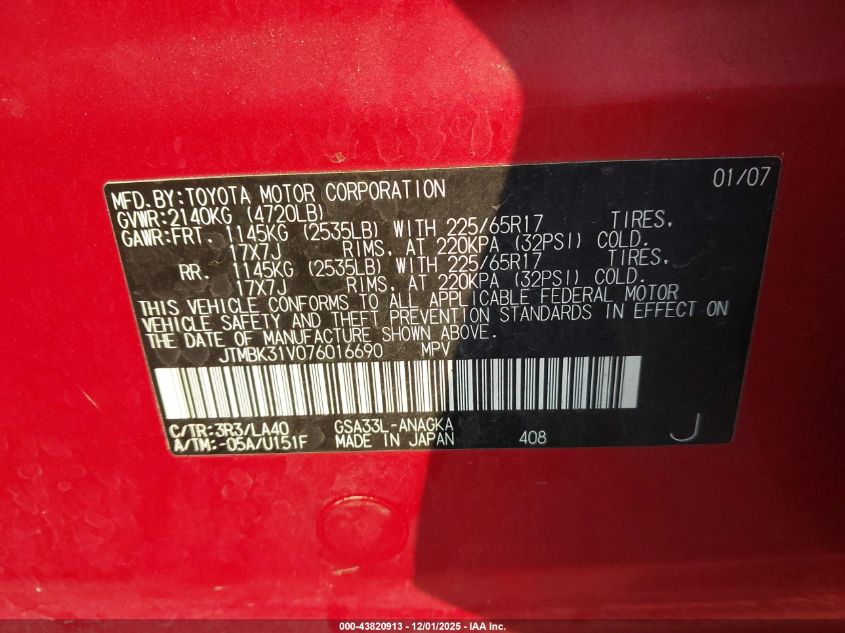 MFD.BY:TOYOTA MOTOR CORPORATION 01/07
GVWR:2140KG (4720LB)
GAWR:FRT. 1145KG (2535LB) WITH 225/65R17 TIRES,
17X7J RIMS, AT 220KPA (32PSI) COLD.
RR. 1145KG (2535LB) WITH 225/65R17 TIRES,
17X7J RIMS, AT 220KPA (32PSI) COLD.
THIS VEHICLE CONFORMS TO ALL APPLICABLE FEDERAL MOTOR
VEHICLE SAFETY AND THEFT PREVENTION STANDARDS IN EFFECT ON
THE DATE OF MANUFACTURE SHOWN ABOVE.
JTMBK31V076016690 MPV
C/TR:3R3/LA40 GSA33L-ANAGKA
A/TM:-05A/U151F MADE IN JAPAN 408 J
000-43820913 - 12/01/2025 - IAA Inc.